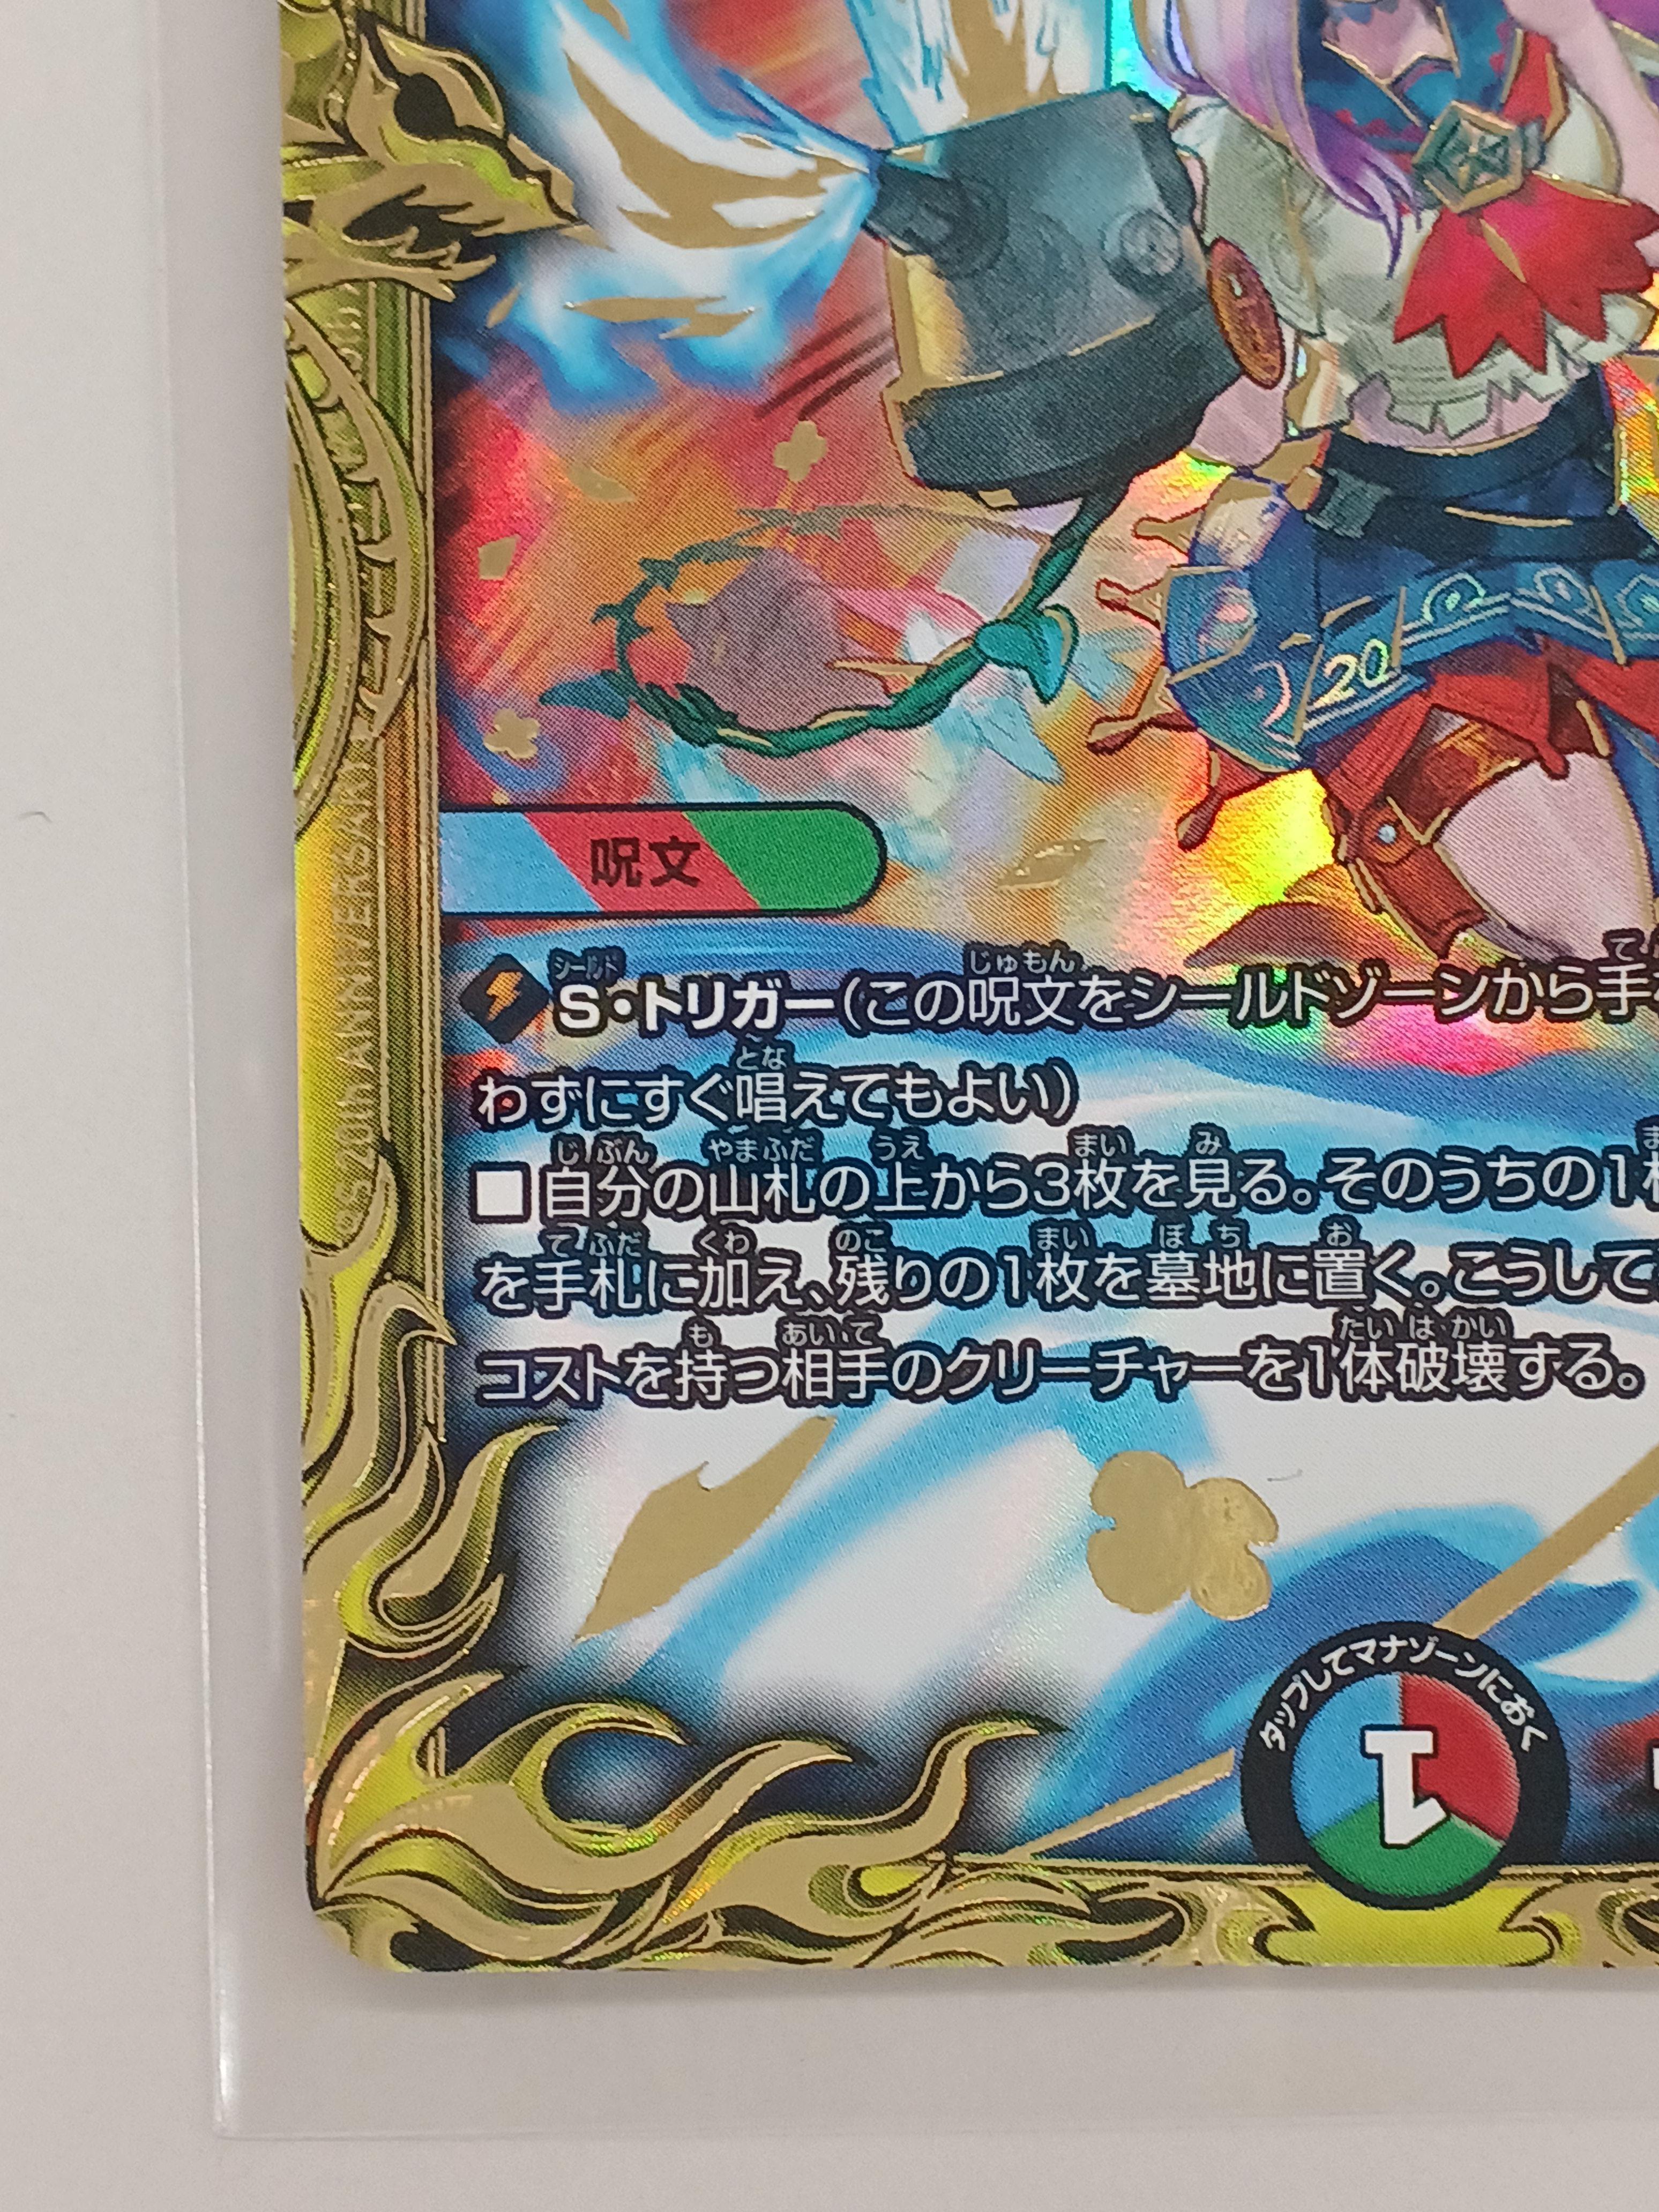 20
呪文
S・トリガー(この呪文をシールドゾーンから手
わずにすぐ唱えてもよい)
■自分の山札の上から3枚を見る。そのうちの1
を手札に加え、残りの1枚を墓地に置く。こうして
コストを持つ相手のクリーチャーを1体破壊する。
タップしてマナゾーンにおく
1
20th ANNIVERSARY